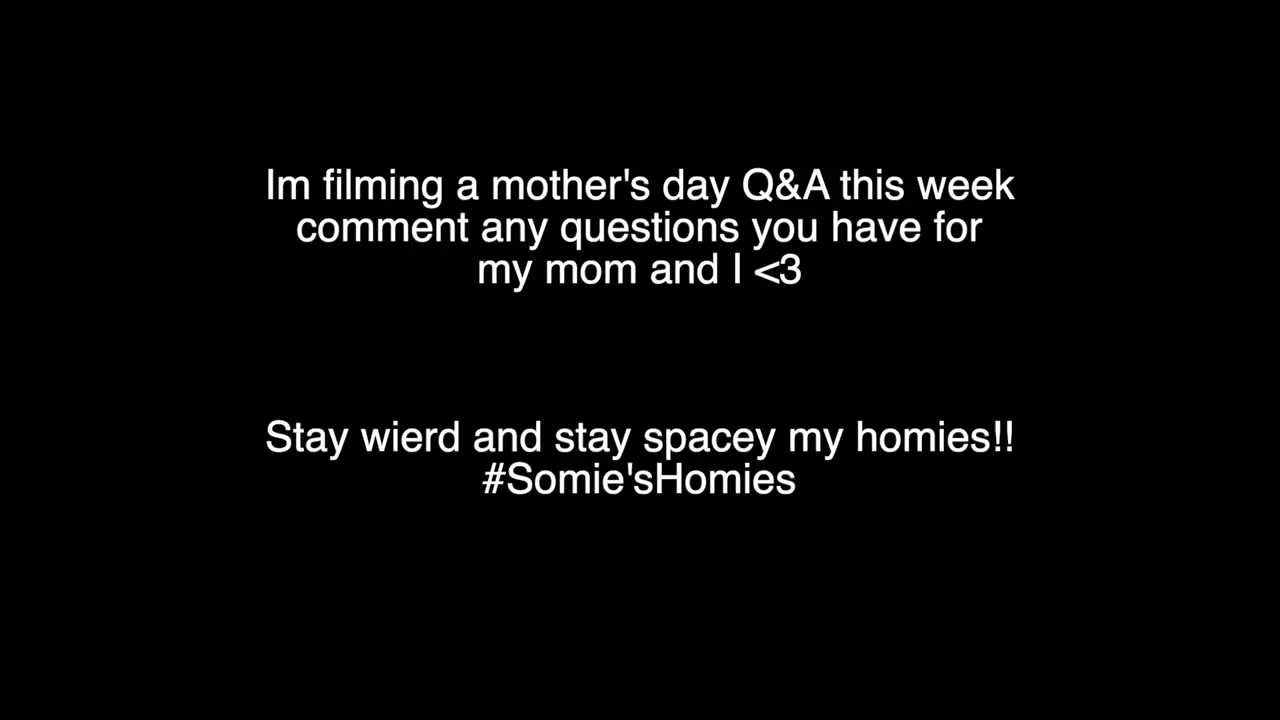 Im filming a mother's day Q&A this week
comment any questions you have for
my mom and I <3
Stay wierd and stay spacey my homies!!
#Somie'sHomies